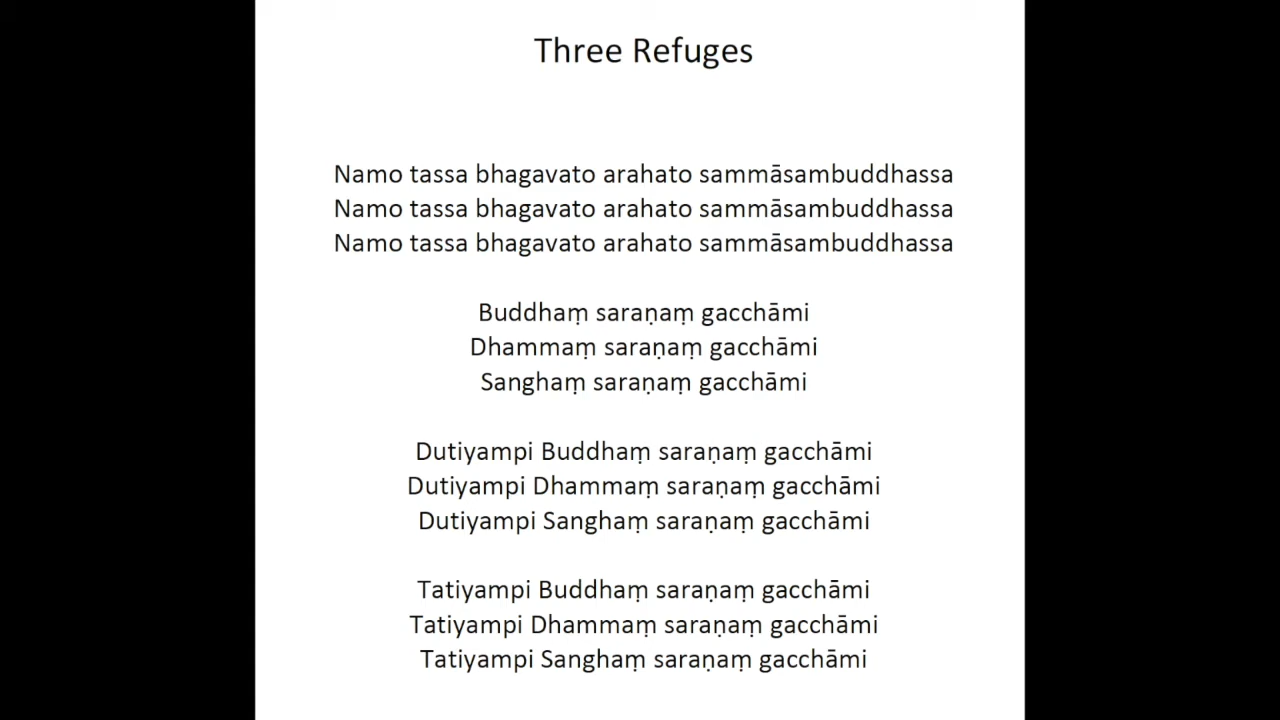 Three Refuges
Namo tassa bhagavato arahato sammāsambuddhassa
Namo tassa bhagavato arahato sammāsambuddhassa
Namo tassa bhagavato arahato sammāsambuddhassa
Buddhaṃ saraṇaṃ gacchāmi
Dhammaṃ saraṇaṃ gacchāmi
Sanghaṃ saraṇaṃ gacchāmi
Dutiyampi Buddhaṃ saraṇaṃ gacchāmi
Dutiyampi Dhammaṃ saraṇaṃ gacchāmi
Dutiyampi Sanghaṃ saraṇaṃ gacchāmi
Tatiyampi Buddhaṃ saraṇaṃ gacchāmi
Tatiyampi Dhammaṃ saraṇaṃ gacchāmi
Tatiyampi Sanghaṃ saraṇaṃ gacchāmi